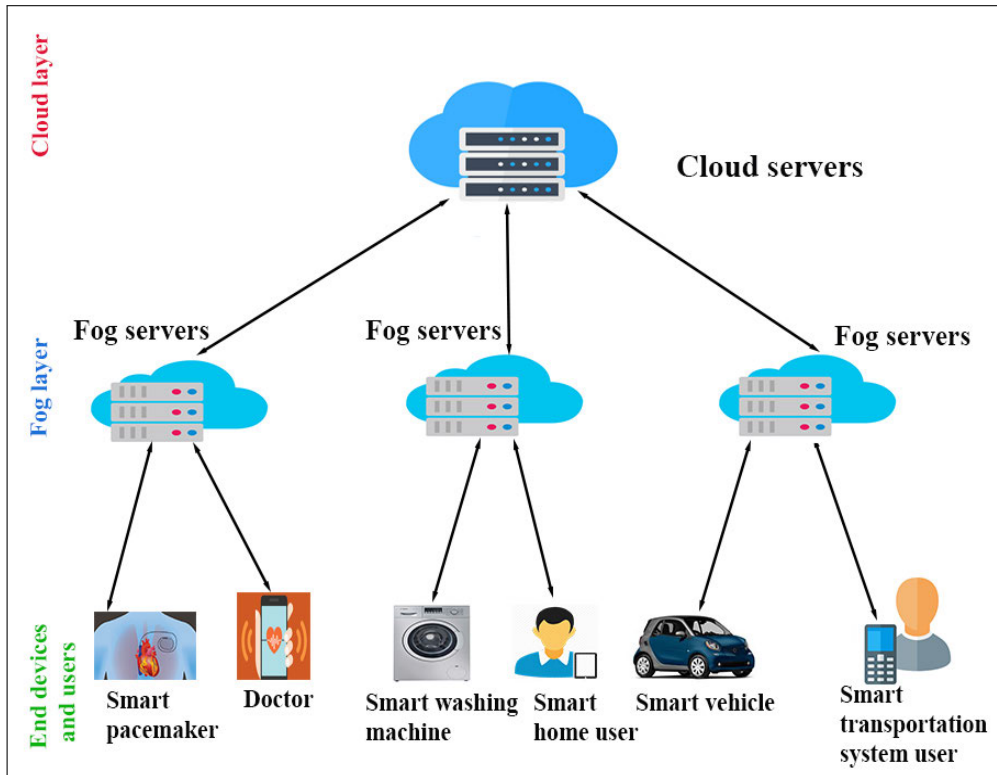 Cloud layer
Cloud servers
Fog layer
Fog servers
Fog servers
Fog servers
End devices
and users
Smart
pacemaker
Doctor
Smart washing
machine
Smart
home user
Smart vehicle
Smart
transportation
system user